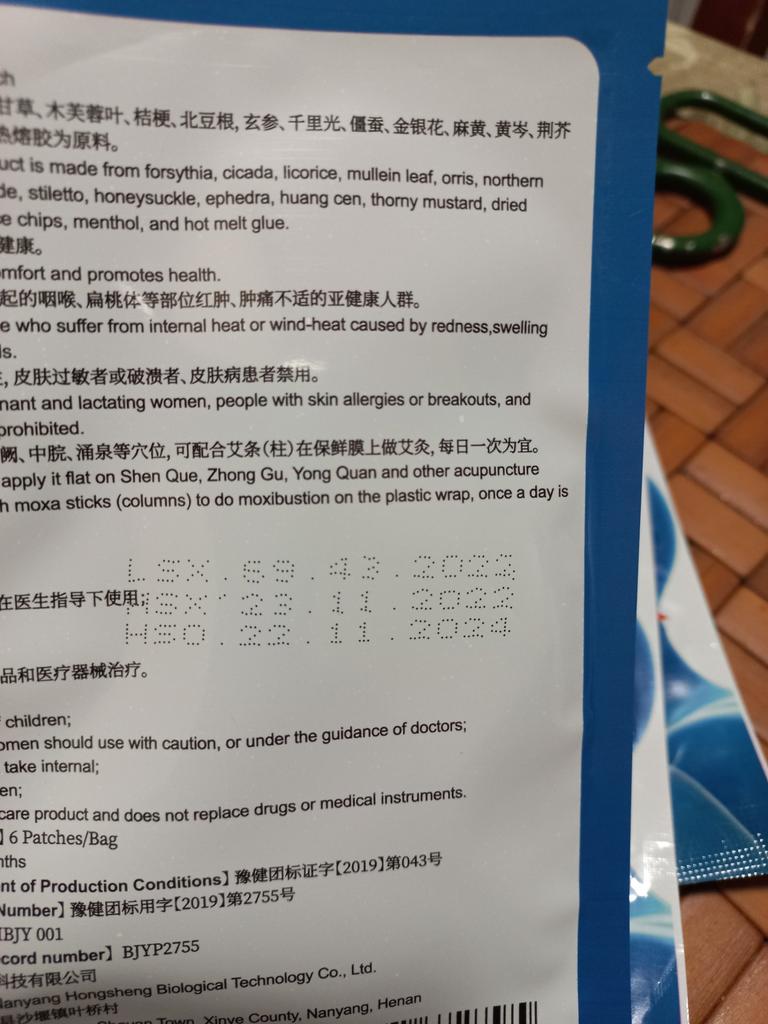 甘草、木芙蓉叶、桔梗、北豆根, 玄参、千里光、僵蚕、金银花、麻黄、黄岑、荆芥
热熔胶为原料。
is made from forsythia, cicada, licorice, mullein leaf, orris, northern
stiletto, honeysuckle, ephedra, huang cen, thorny mustard, dried
chips, menthol, and hot melt glue.
健康。
and promotes health.
起的咽喉、扁桃体等部位红肿、肿痛不适的亚健康人群。
who suffer from internal heat or wind-heat caused by redness,swelling
皮肤过敏者或破溃者、皮肤病患者禁用。
and lactating women, people with skin allergies or breakouts, and
prohibited.
阙、中脘、涌泉等穴位, 可配合艾条(柱)在保鲜膜上做艾灸, 每日一次为宜。
apply it flat on Shen Que, Zhong Gu, Yong Quan and other acupuncture
moxa sticks (columns) to do moxibustion on the plastic wrap, once a day is
LSX.69.43.2022
在医生指导下使用;
NSX 23.11.2022
HSD.22.11.2024
品和医疗器械治疗。
children;
should use with caution, or under the guidance of doctors;
take internal;
care product and does not replace drugs or medical instruments.
】6 Patches/Bag
of Production Conditions】豫健团标证字【2019】第043号
Number】豫健团标用字【2019】第2755号
001
number】BJYP2755
科技有限公司
Nanyang Hongsheng Biological Technology Co., Ltd.
县沙堰镇叶桥村
Town, Xinye County, Nanyang, Henan